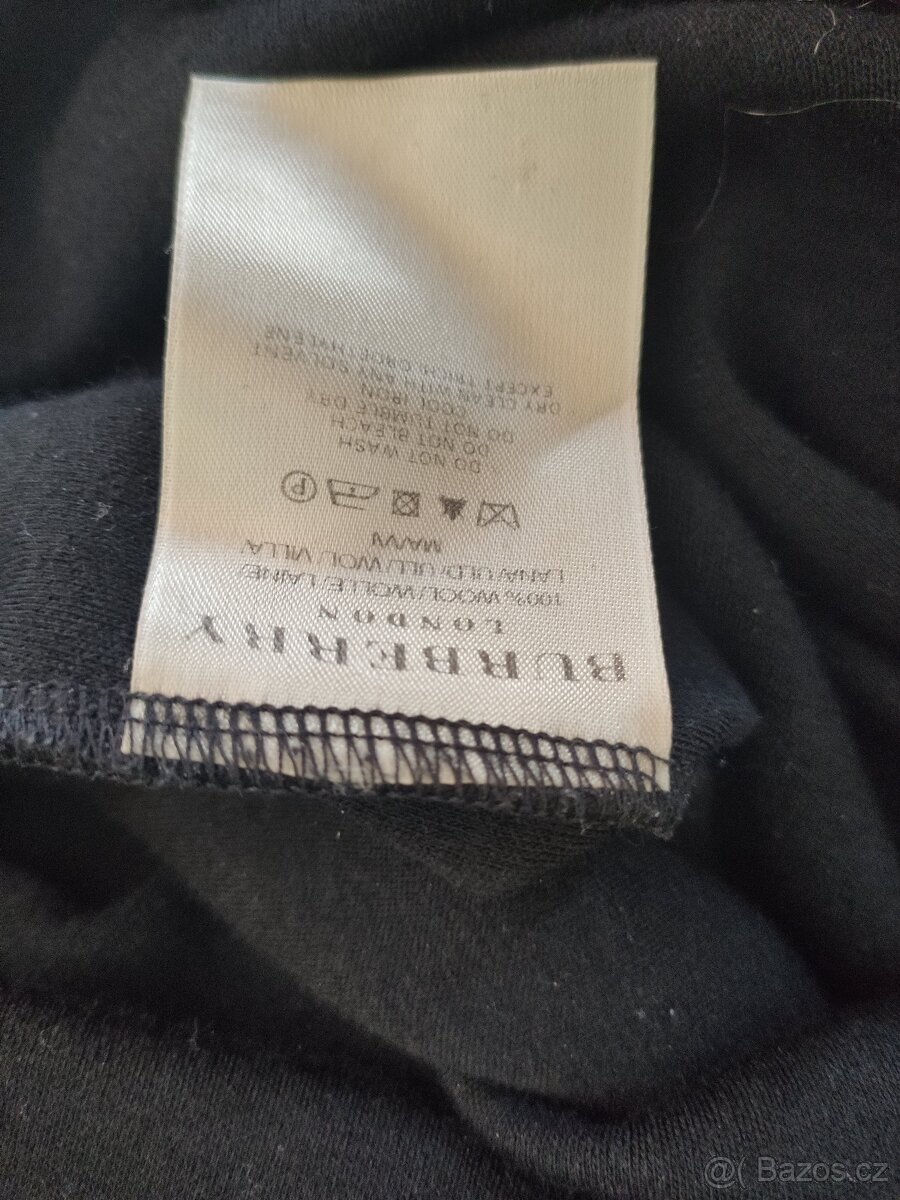 BURBERRY
LONDON
100% WOOL/WOLLE/LAINE/
LANA/ULD/ULL/WOL/VILLA/
P
DO NOT WASH
DO NOT BLEACH
DO NOT TUMBLE DRY
COOL IRON
DRY CLEAN WITH ANY SOLVENT
EXCEPT TRICHLOROETHYLENE
@( Bazos.cz